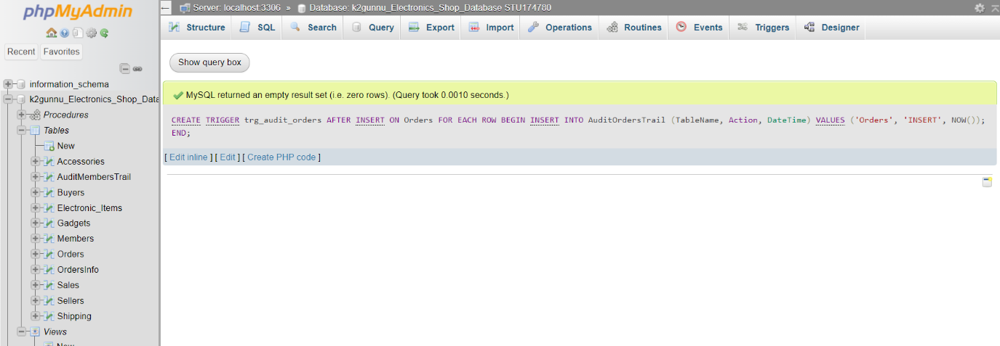 phpMyAdmin
Recent Favorites
information_schema
k2gunnu_Electronics_Shop_Data
Procedures
Tables
New
Accessories
AuditMembersTrail
Buyers
Electronic_Items
Gadgets
Members
Orders
OrdersInfo
Sales
Sellers
Shipping
Views
New
Server: localhost:3306 » Database: k2gunnu_Electronics_Shop_Database STU174780
Structure SQL Search Query Export Import Operations Routines Events Triggers Designer
Show query box
MySQL returned an empty result set (i.e. zero rows). (Query took 0.0010 seconds.)
CREATE TRIGGER trg_audit_orders AFTER INSERT ON Orders FOR EACH ROW BEGIN INSERT INTO AuditOrdersTrail (TableName, Action, DateTime) VALUES ('Orders', 'INSERT', NOW());
END;
[ Edit inline ] [ Edit ] [ Create PHP code ]